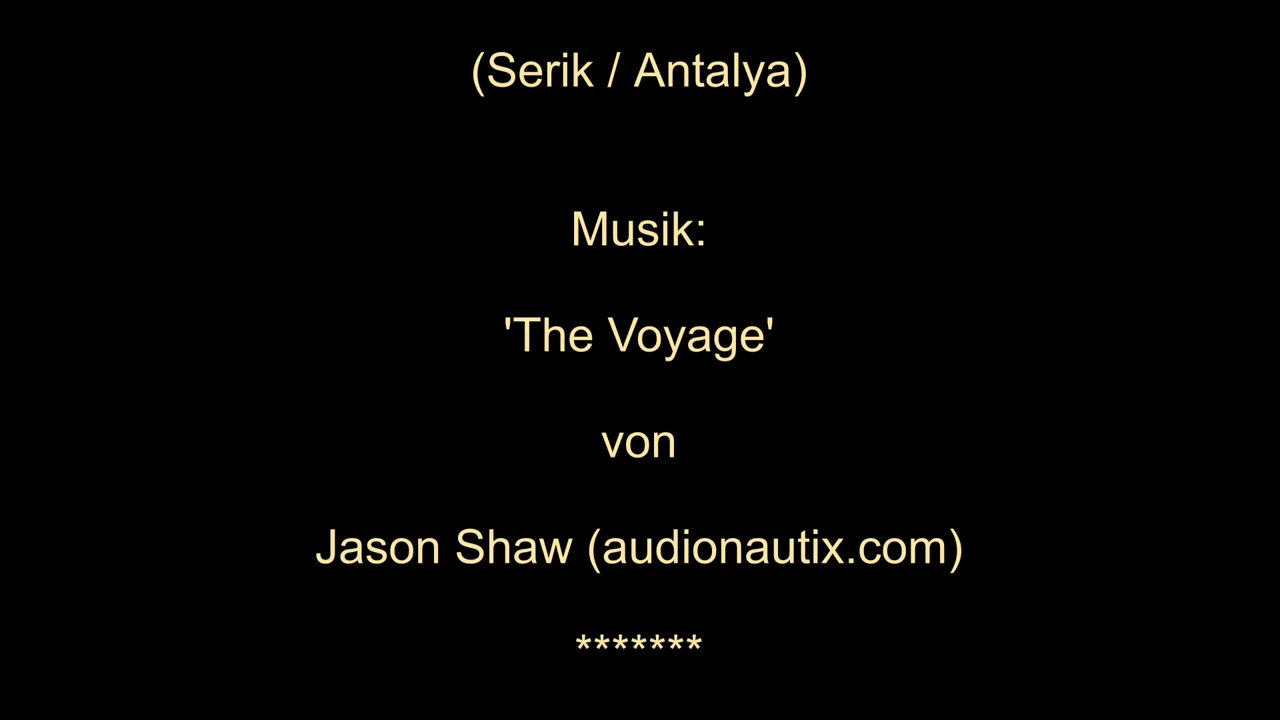 (Serik / Antalya)
Musik:
'The Voyage'
von
Jason Shaw (audionautix.com)
*******